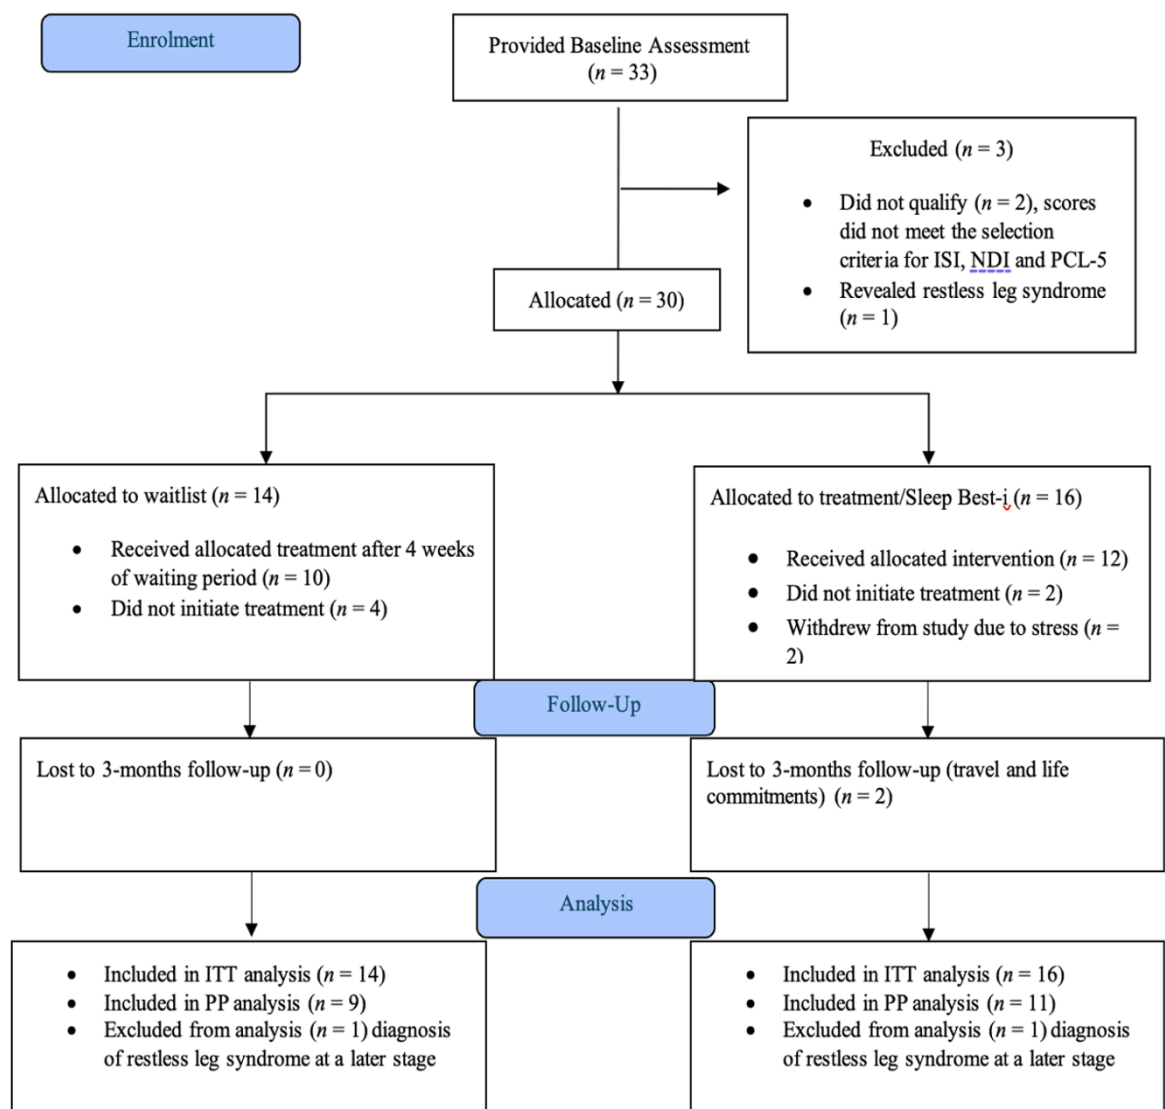 Enrolment
Provided Baseline Assessment
(n = 33)
Excluded (n = 3)
• Did not qualify (n = 2), scores
did not meet the selection
criteria for ISI, NDI and PCL-5
• Revealed restless leg syndrome
(n = 1)
Allocated (n = 30)
Allocated to waitlist (n = 14)
• Received allocated treatment after 4 weeks
of waiting period (n = 10)
• Did not initiate treatment (n = 4)
Allocated to treatment/Sleep Best-i (n = 16)
• Received allocated intervention (n = 12)
• Did not initiate treatment (n = 2)
• Withdrew from study due to stress (n =
2)
Follow-Up
Lost to 3-months follow-up (n = 0)
Lost to 3-months follow-up (travel and life
commitments) (n = 2)
Analysis
• Included in ITT analysis (n = 14)
• Included in PP analysis (n = 9)
• Excluded from analysis (n = 1) diagnosis
of restless leg syndrome at a later stage
• Included in ITT analysis (n = 16)
• Included in PP analysis (n = 11)
• Excluded from analysis (n = 1) diagnosis
of restless leg syndrome at a later stage